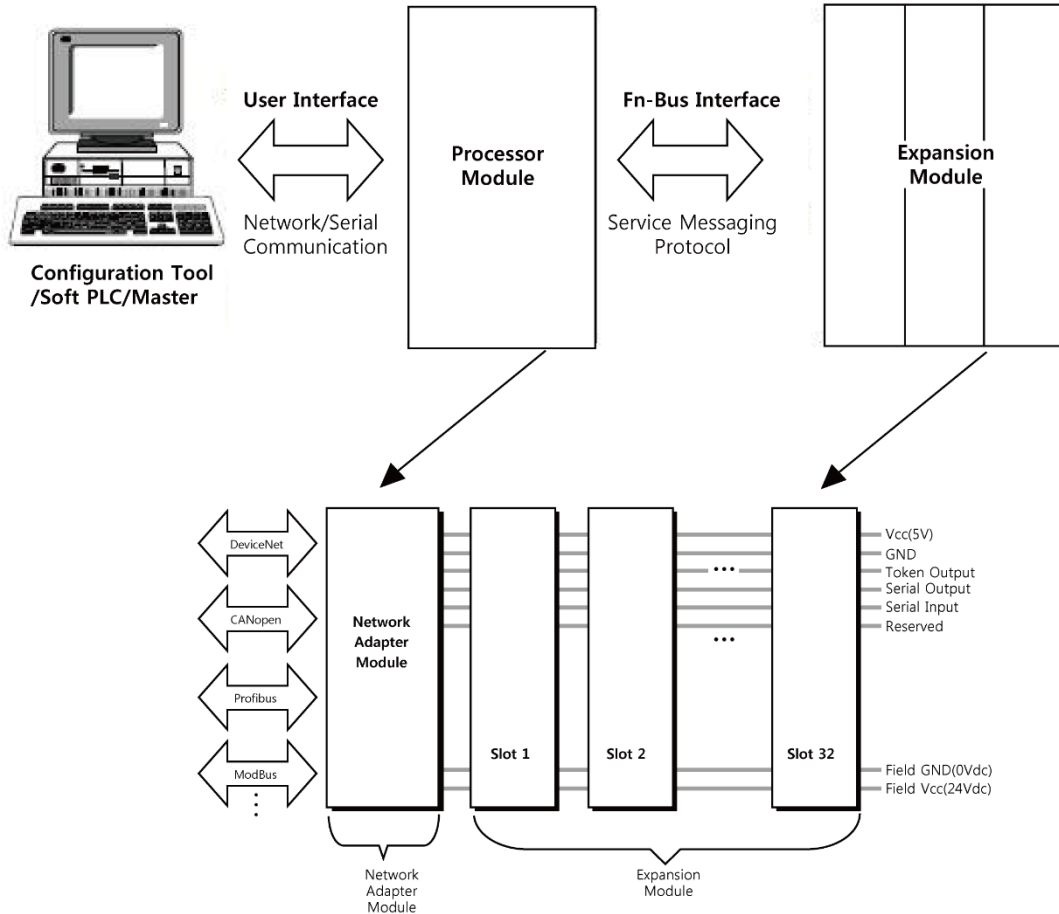 User Interface
Network/Serial
Communication
Configuration Tool
/Soft PLC/Master
Processor
Module
Fn-Bus Interface
Service Messaging
Protocol
Expansion
Module
DeviceNet
CANopen
Profibus
ModBus
Network
Adapter
Module
Slot 1
Slot 2
Slot 32
Vcc(5V)
GND
Token Output
Serial Output
Serial Input
Reserved
Field GND(0Vdc)
Field Vcc(24Vdc)
Network
Adapter
Module
Expansion
Module